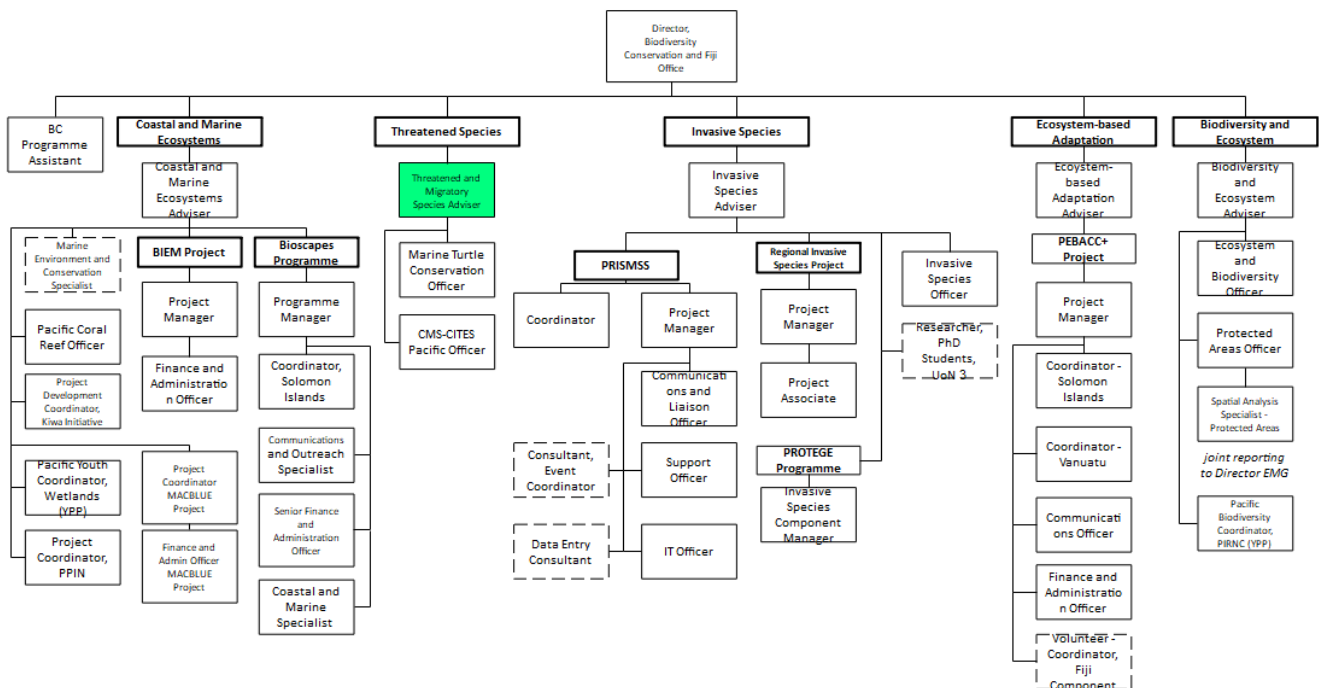 Director,
Biodiversity
Conservation and Fiji
Office
BC
Programme
Assistant
Coastal and Marine
Ecosystems
Threatened Species
Invasive Species
Ecosystem-based
Adaptation
Biodiversity and
Ecosystem
Coastal and
Marine
Ecosystems
Adviser
Threatened and
Migratory
Species Adviser
Invasive
Species
Adviser
Ecoystem-
based
Adaptation
Adviser
Biodiversity
and
Ecosystem
Adviser
Marine
Environment and
Conservation
Specialist
BIEM Project
Bioscapes
Programme
Pacific Coral
Reef Officer
Project
Manager
Programme
Manager
Project
Development
Coordinator,
Kiwa Initiative
Finance and
Administratio
n Officer
Coordinator,
Solomon
Islands
Pacific Youth
Coordinator,
Wetlands
(YPP)
Project
Coordinator
MACBLUE
Project
Communications
and Outreach
Specialist
Project
Coordinator,
PPIN
Finance and
Admin Officer
MACBLUE
Project
Senior Finance
and
Administration
Officer
Coastal and
Marine
Specialist
Marine Turtle
Conservation
Officer
CMS-CITES
Pacific Officer
PRISMSS
Regional Invasive
Species Project
Invasive
Species
Officer
Coordinator
Project
Manager
Project
Manager
Researcher,
PhD
Students,
UoN 3
Communicati
ons and
Liaison Officer
Project
Associate
Consultant,
Event
Coordinator
Support
Officer
PROTEGE
Programme
Data Entry
Consultant
IT Officer
Invasive
Species
Component
Manager
PEBACC+
Project
Project
Manager
Coordinator -
Solomon
Islands
Coordinator -
Vanuatu
Communicati
ons Officer
Finance and
Administratio
n Officer
Volunteer -
Coordinator,
Fiji
Component
Ecosystem
and
Biodiversity
Officer
Protected
Areas Officer
Spatial Analysis
Specialist -
Protected Areas
joint reporting
to Director EMG
Pacific
Biodiversity
Coordinator,
PIRNC (YPP)